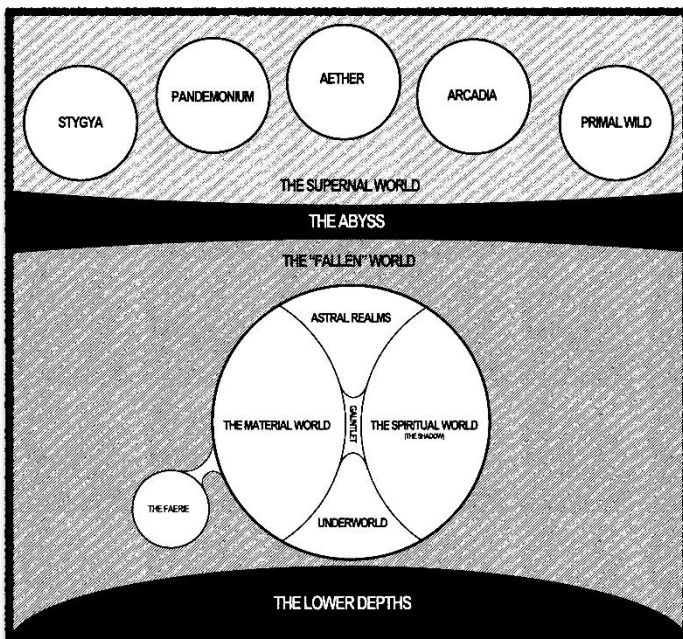 STYGYA
PANDEMONIUM
AETHER
ARCADIA
PRIMAL WILD
THE SUPERNAL WORLD
THE ABYSS
THE "FALLEN" WORLD
ASTRAL REALMS
THE MATERIAL WORLD
GAUNTLET
THE SPIRITUAL WORLD
(THE SHADOW)
THE FAERIE
UNDERWORLD
THE LOWER DEPTHS